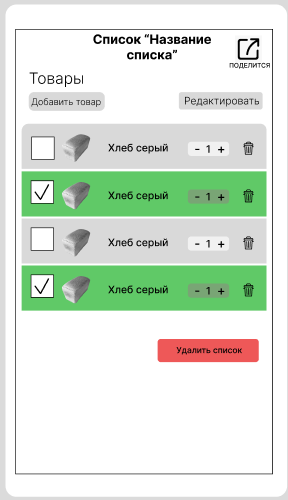 Список “Название
списка”
ПОДЕЛИТСЯ
Товары
Добавить товар
Редактировать
Хлеб серый - 1 +
Хлеб серый - 1 +
Хлеб серый - 1 +
Хлеб серый - 1 +
Удалить список